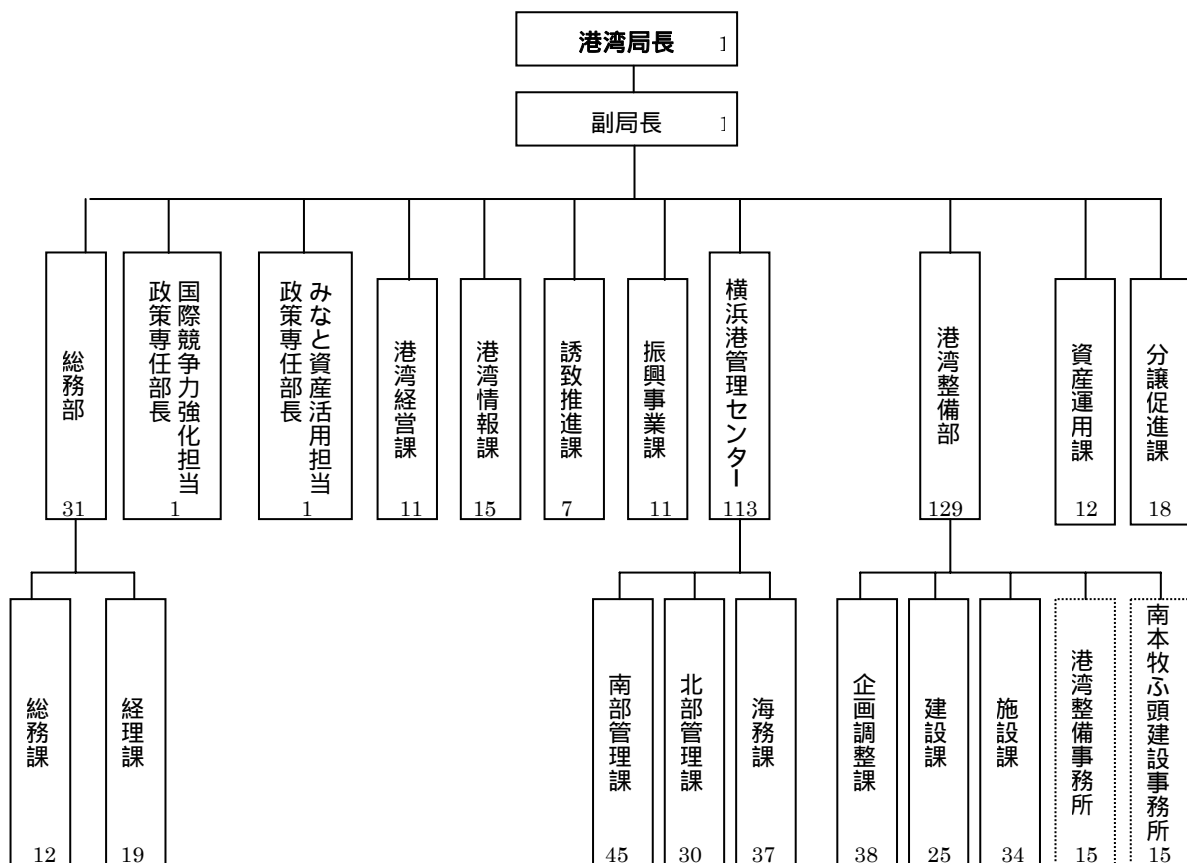 港湾局長 1
副局長 1
総務部
31
国際競争力強化担当
政策専任部長
1
みなと資産活用担当
政策専任部長
1
港湾経営課
11
港湾情報課
15
誘致推進課
7
振興事業課
11
横浜港管理センター
113
港湾整備部
129
資産運用課
12
分譲促進課
18
総務課
12
経理課
19
南部管理課
45
北部管理課
30
海務課
37
企画調整課
38
建設課
25
施設課
34
港湾整備事務所
15
南本牧ふ頭建設事務所
15